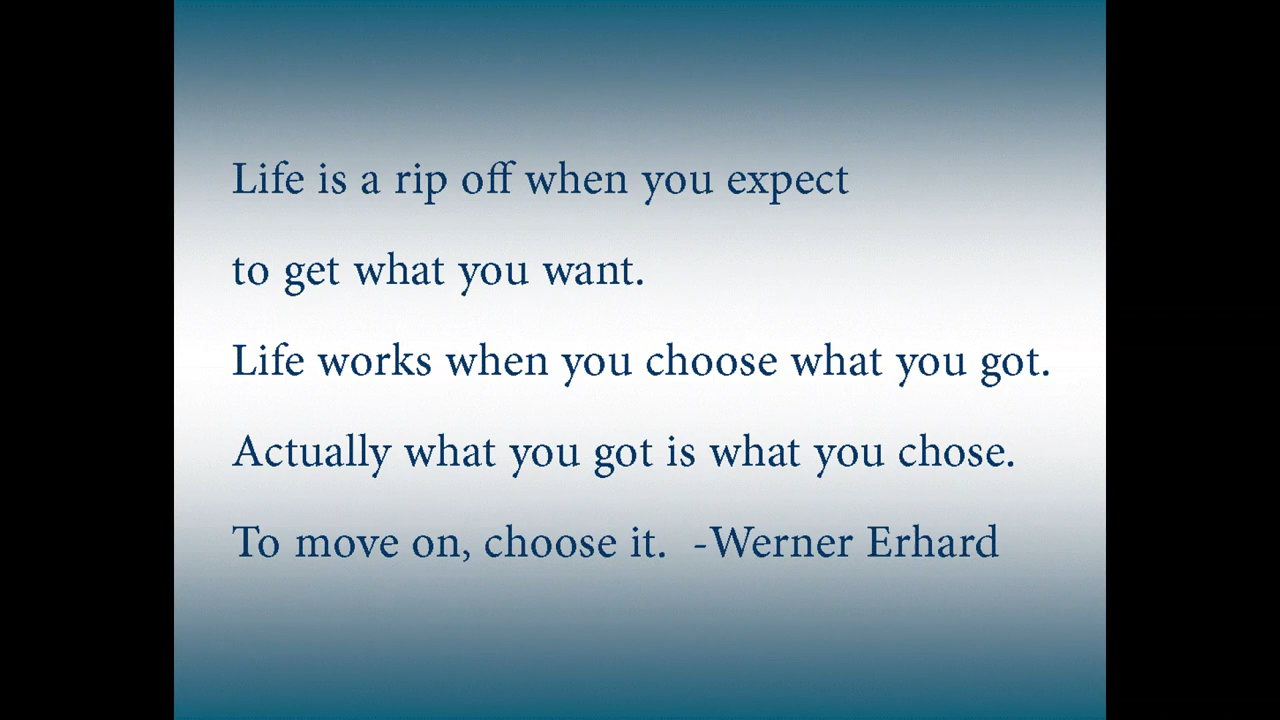 Life is a rip off when you expect
to get what you want.
Life works when you choose what you got.
Actually what you got is what you chose.
To move on, choose it.  -Werner Erhard